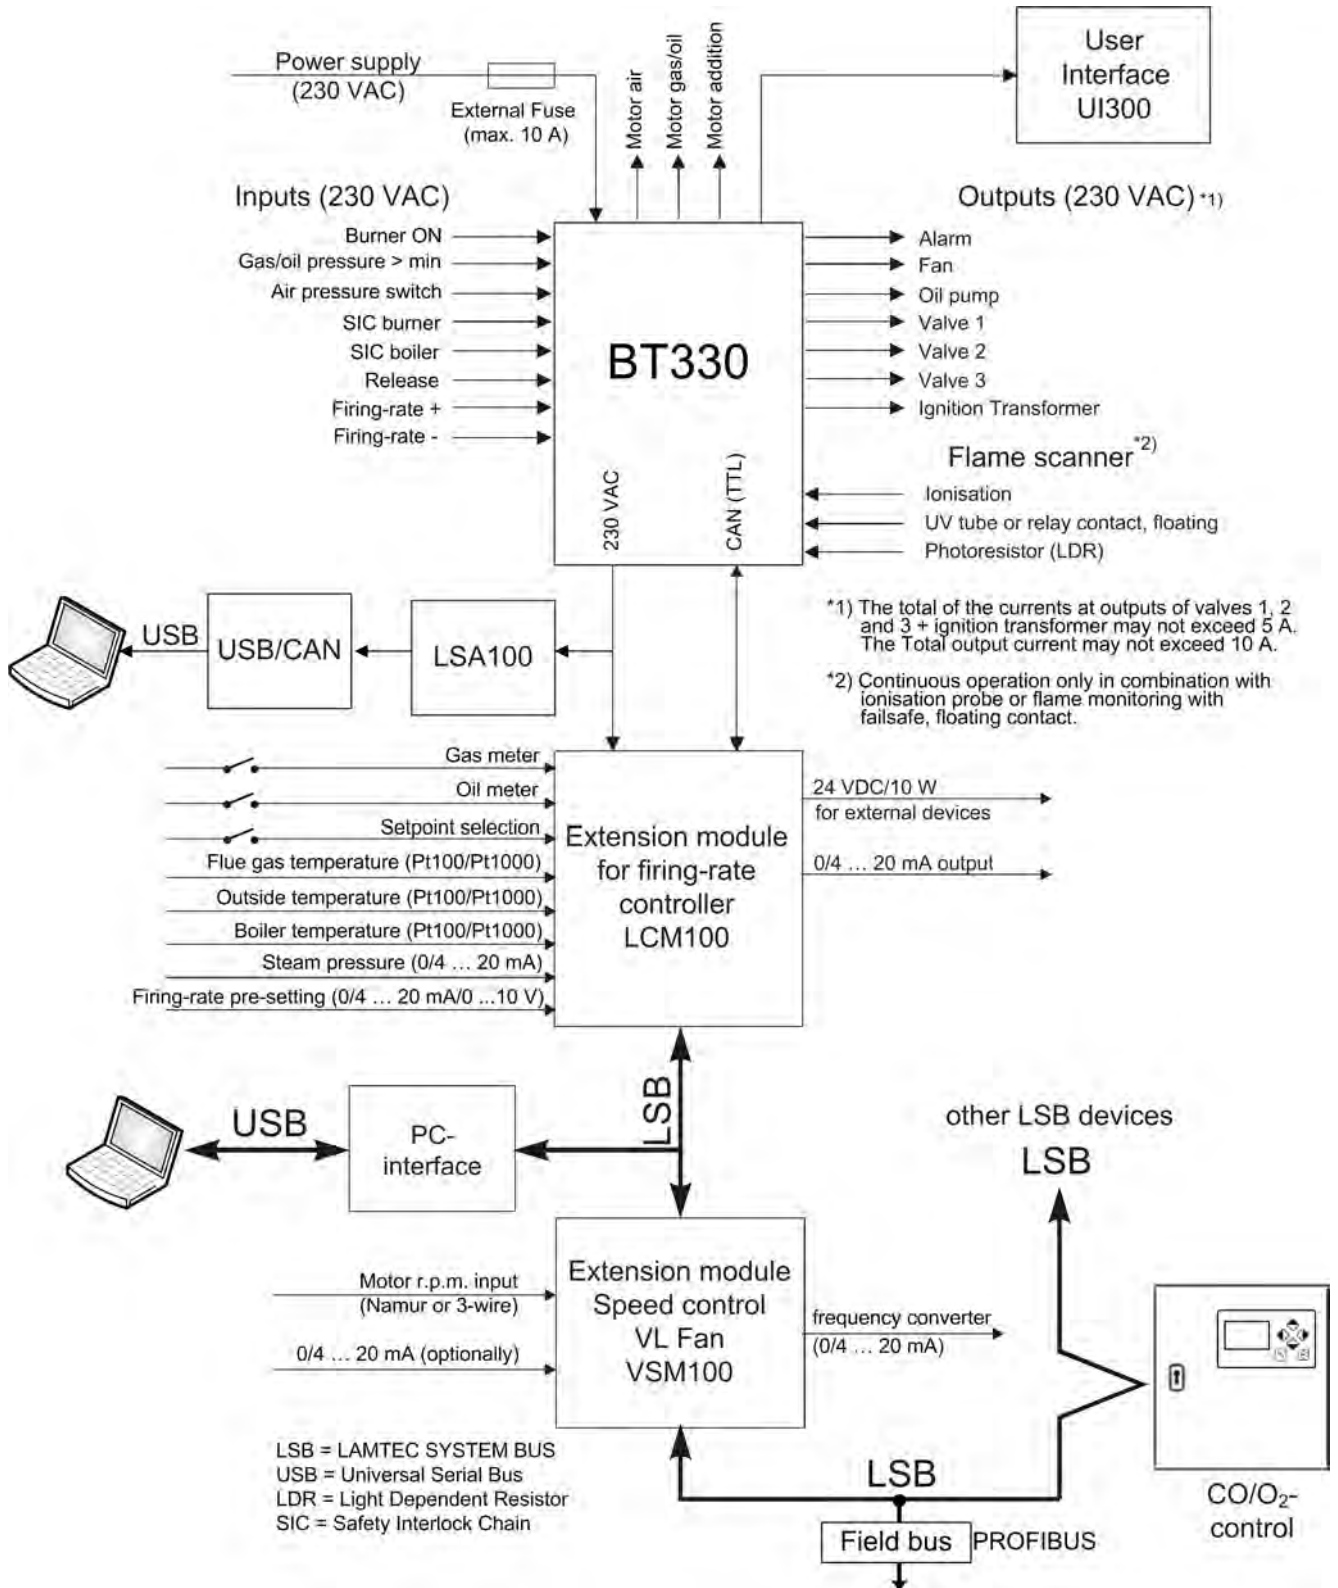 Power supply
(230 VAC)
External Fuse
(max. 10 A)
Motor air
Motor gas/oil
Motor addition
User
Interface
UI300
Inputs (230 VAC)
Outputs (230 VAC) *1)
Burner ON
Gas/oil pressure > min
Air pressure switch
SIC burner
SIC boiler
Release
Firing-rate +
Firing-rate -
BT330
230 VAC
CAN (TTL)
Alarm
Fan
Oil pump
Valve 1
Valve 2
Valve 3
Ignition Transformer
Flame scanner *2)
Ionisation
UV tube or relay contact, floating
Photoresistor (LDR)
USB
USB/CAN
LSA100
*1) The total of the currents at outputs of valves 1, 2
and 3 + ignition transformer may not exceed 5 A.
The Total output current may not exceed 10 A.
*2) Continuous operation only in combination with
ionisation probe or flame monitoring with
failsafe, floating contact.
Gas meter
Oil meter
Setpoint selection
Flue gas temperature (Pt100/Pt1000)
Outside temperature (Pt100/Pt1000)
Boiler temperature (Pt100/Pt1000)
Steam pressure (0/4 ... 20 mA)
Firing-rate pre-setting (0/4 ... 20 mA/0 ...10 V)
Extension module
for firing-rate
controller
LCM100
24 VDC/10 W
for external devices
0/4 ... 20 mA output
LSB
USB
PC-
interface
other LSB devices
LSB
Motor r.p.m. input
(Namur or 3-wire)
0/4 ... 20 mA (optionally)
Extension module
Speed control
VL Fan
VSM100
frequency converter
(0/4 ... 20 mA)
LSB = LAMTEC SYSTEM BUS
USB = Universal Serial Bus
LDR = Light Dependent Resistor
SIC = Safety Interlock Chain
LSB
Field bus
PROFIBUS
CO/O₂-
control